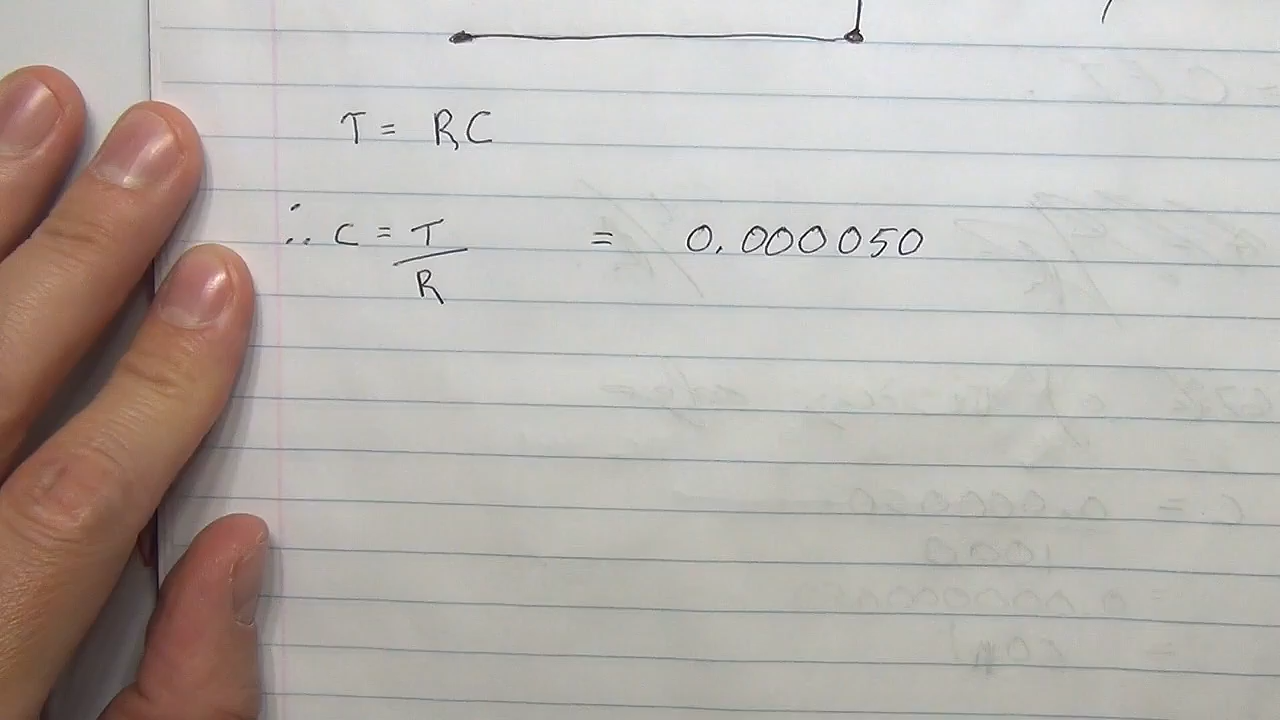 T = RC
∴ C = T/R = 0.000050